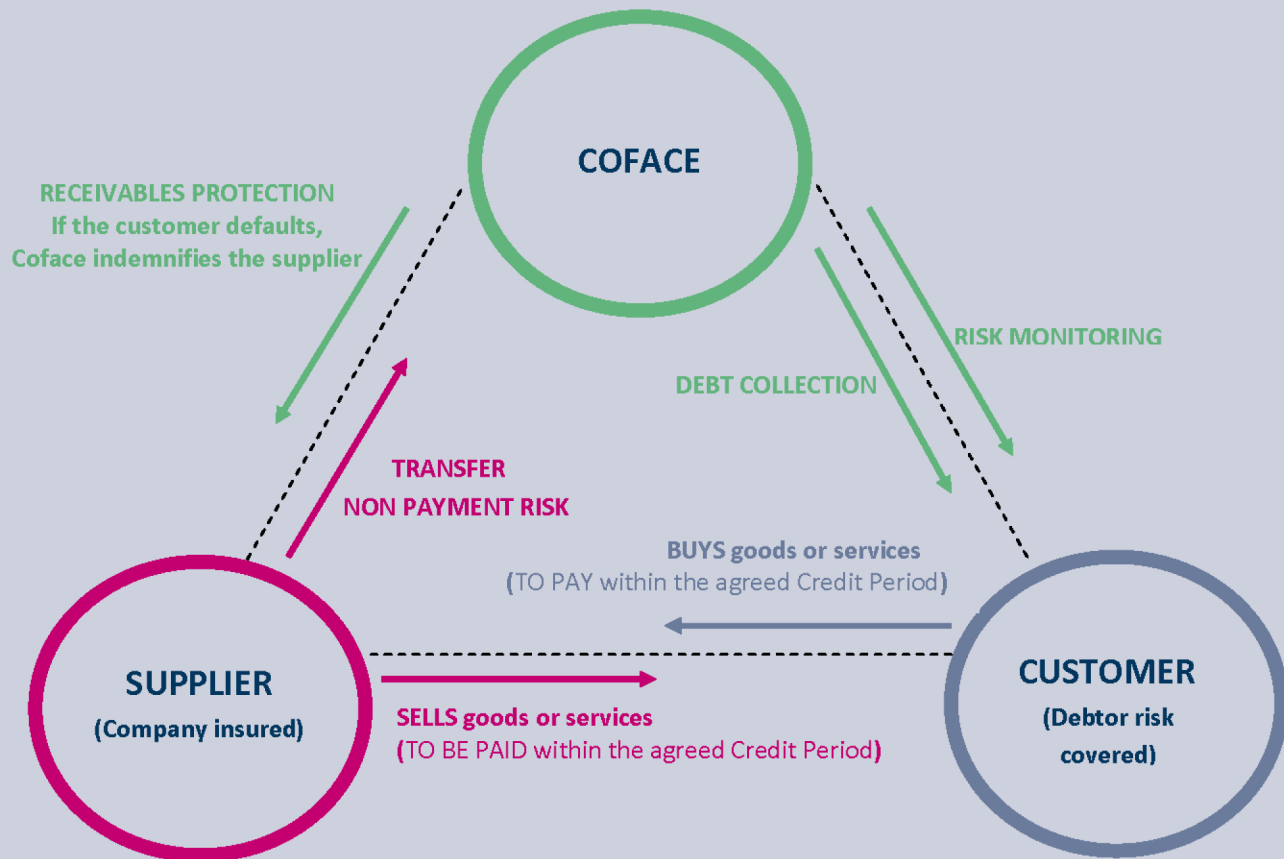 COFACE
RECEIVABLES PROTECTION
If the customer defaults,
Coface indemnifies the supplier
RISK MONITORING
DEBT COLLECTION
TRANSFER
NON PAYMENT RISK
BUYS goods or services
(TO PAY within the agreed Credit Period)
SUPPLIER
(Company insured)
SELLS goods or services
(TO BE PAID within the agreed Credit Period)
CUSTOMER
(Debtor risk
covered)